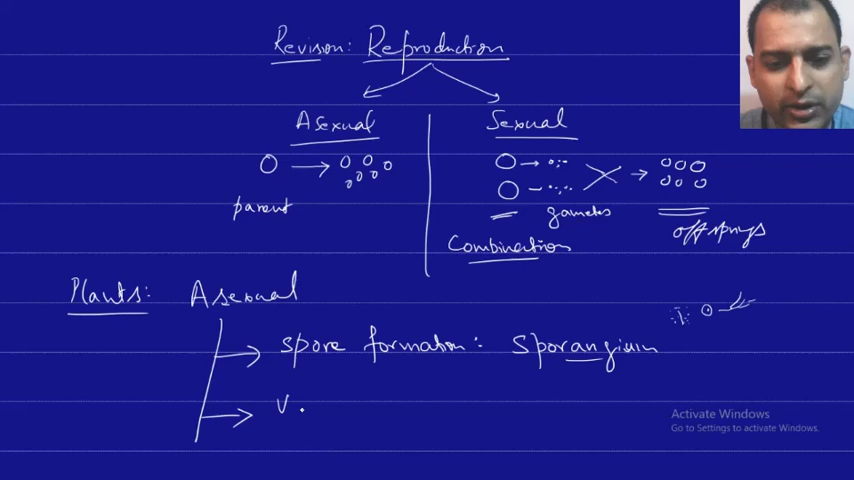 Revision: Reproduction
Asexual
Sexual
parent
gametes
offsprings
Combination
Plants: Asexual
spore formation: Sporangium
V.
Activate Windows
Go to Settings to activate Windows.